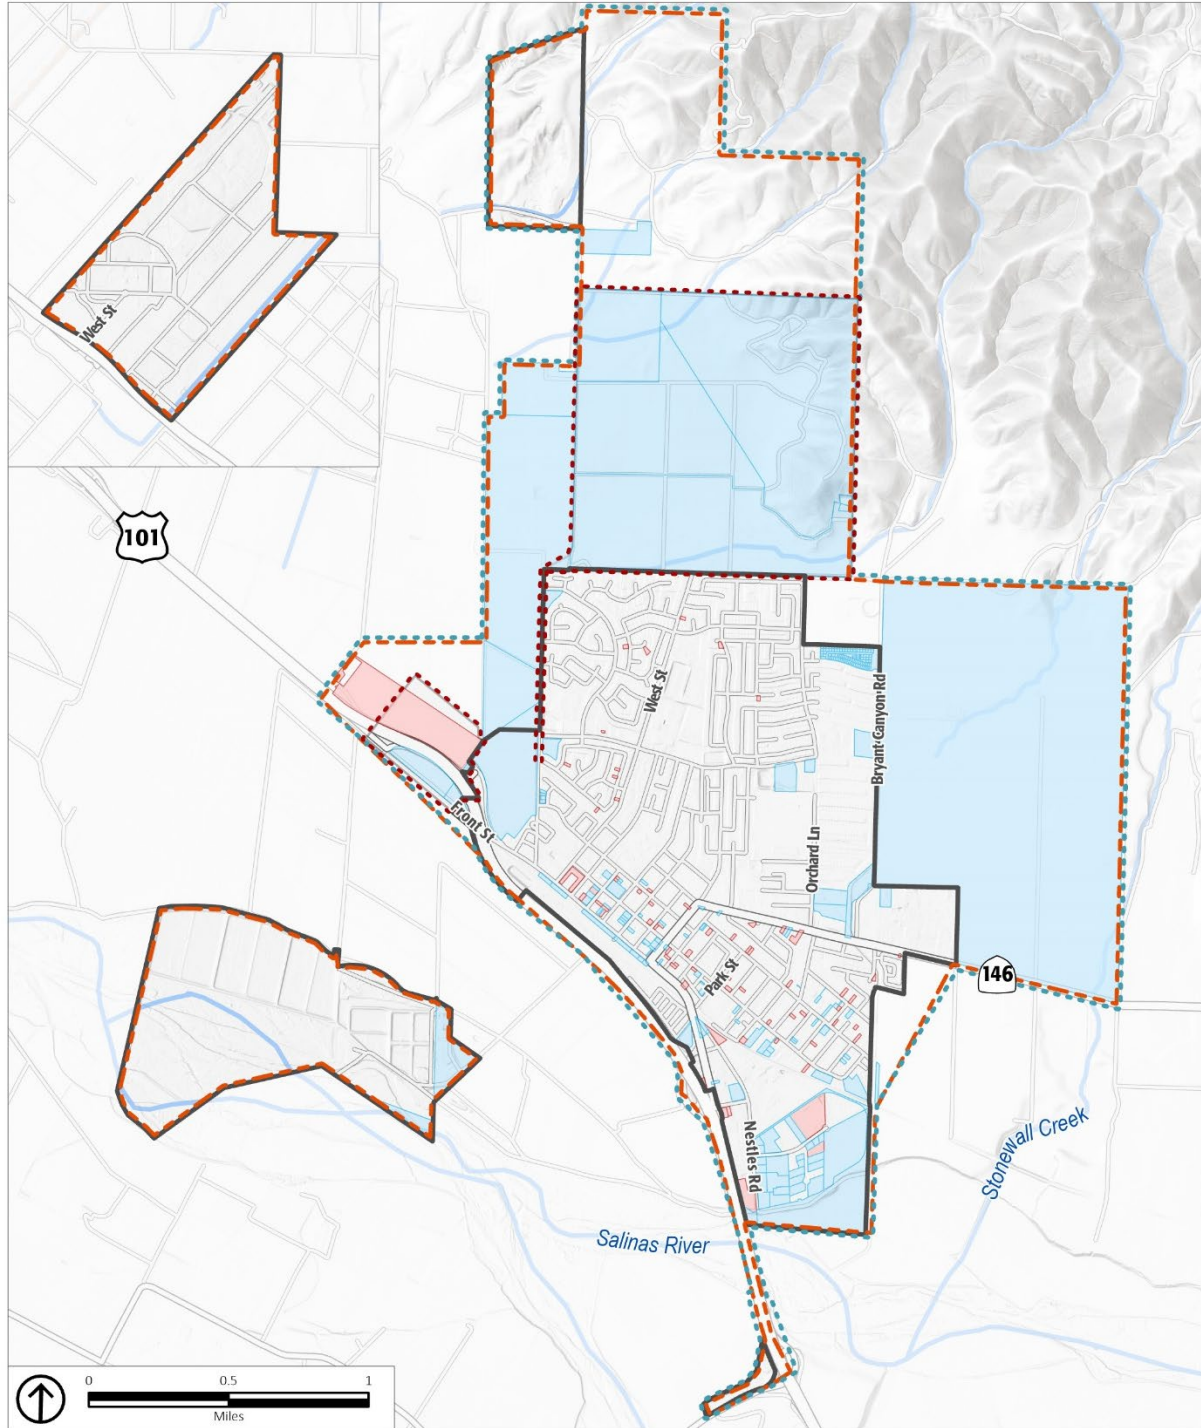 West St
101
West St
Bryant Canyon Rd
Front St
Orchard Ln
Park St
146
Nestles Rd
Stonewall Creek
Salinas River
0 0.5 1
Miles